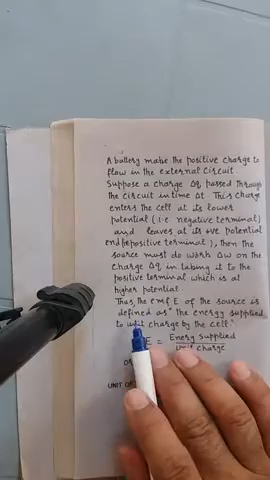 A battery make the positive charge to
flow in the external circuit
Suppose a charge Δq passed through
the circuit in time Δt This charge
enters the cell at its lower
potential (i.e negative terminal)
and leaves at its +ve potential
end (positive terminal), then the
source must do work Δw on the
charge Δq in taking it to the
positive terminal which is at
higher potential
Thus the emf E of the source is
defined as "the energy supplied
to unit charge by the cell"
E = Enery Supplied
unit charge
OR
UNIT OF